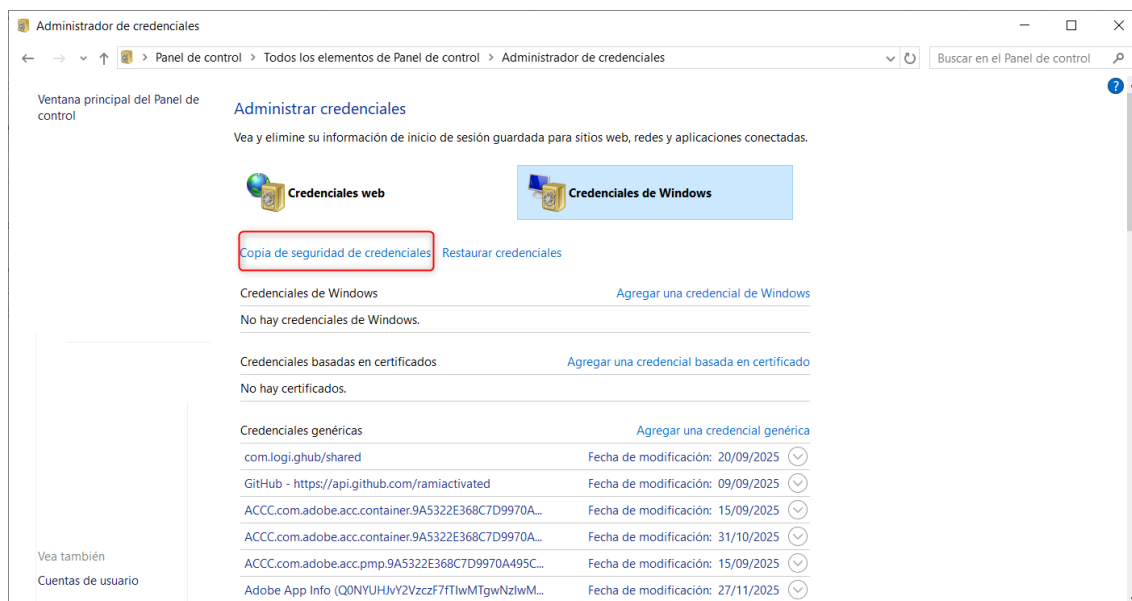 Administrador de credenciales
Panel de control > Todos los elementos de Panel de control > Administrador de credenciales
Buscar en el Panel de control
Ventana principal del Panel de
control
Administrar credenciales
Vea y elimine su información de inicio de sesión guardada para sitios web, redes y aplicaciones conectadas.
Credenciales web
Credenciales de Windows
Copia de seguridad de credenciales Restaurar credenciales
Credenciales de Windows Agregar una credencial de Windows
No hay credenciales de Windows.
Credenciales basadas en certificados Agregar una credencial basada en certificado
No hay certificados.
Credenciales genéricas Agregar una credencial genérica
com.logi.ghub/shared Fecha de modificación: 20/09/2025
GitHub - https://api.github.com/ramiactivated Fecha de modificación: 09/09/2025
ACCC.com.adobe.acc.container.9A5322E368C7D9970A... Fecha de modificación: 15/09/2025
ACCC.com.adobe.acc.container.9A5322E368C7D9970A... Fecha de modificación: 31/10/2025
ACCC.com.adobe.acc.pmp.9A5322E368C7D9970A495C... Fecha de modificación: 15/09/2025
Adobe App Info (Q0NYUHJvY2VzczF7fTIwMTgwNzIwM... Fecha de modificación: 27/11/2025
Vea también
Cuentas de usuario